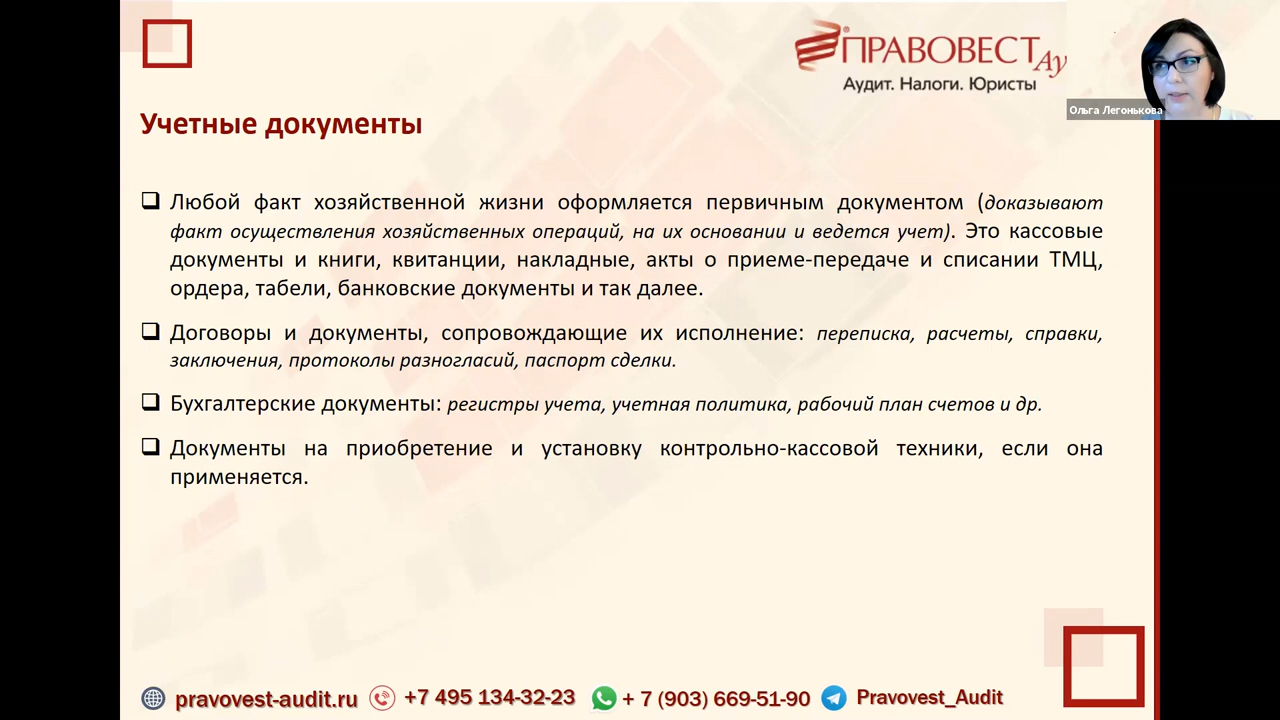 ПРАВОВЕСТ Ау
Аудит. Налоги. Юристы
Ольга Легонькова
Учетные документы
Любой факт хозяйственной жизни оформляется первичным документом (доказывают
факт осуществления хозяйственных операций, на их основании и ведется учет). Это кассовые
документы и книги, квитанции, накладные, акты о приеме-передаче и списании ТМЦ,
ордера, табели, банковские документы и так далее.
Договоры и документы, сопровождающие их исполнение: переписка, расчеты, справки,
заключения, протоколы разногласий, паспорт сделки.
Бухгалтерские документы: регистры учета, учетная политика, рабочий план счетов и др.
Документы на приобретение и установку контрольно-кассовой техники, если она
применяется.
pravovest-audit.ru +7 495 134-32-23 + 7 (903) 669-51-90 Pravovest_Audit